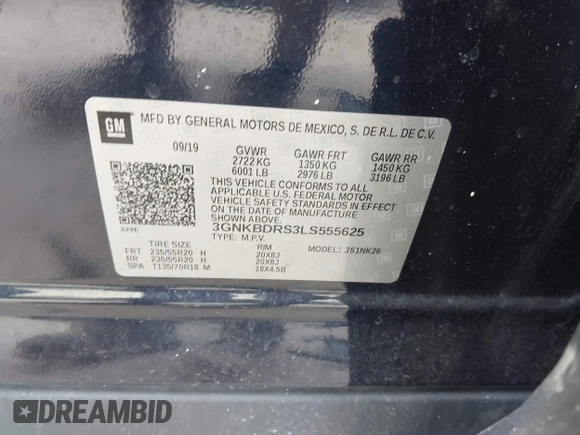 GM
MFD BY GENERAL MOTORS DE MEXICO, S. DE R.L. DE C.V.
09/19 GVWR GAWR FRT GAWR RR
2722 KG 1350 KG 1450 KG
6001 LB 2976 LB 3196 LB
THIS VEHICLE CONFORMS TO ALL
APPLICABLE U.S. FEDERAL MOTOR
VEHICLE SAFETY STANDARDS IN EFFECT
ON THE DATE OF MANUFACTURE
SHOWN ABOVE.
3GNKBDRS3LS555625
328E TYPE: M.P.V. MODEL: 351NK26
TIRE SIZE RIM
FRT 235/55R20 H 20X8J
RR 235/55R20 H 20X8J
SPA T135/70R18 M 18X4.5B
DREAMBID